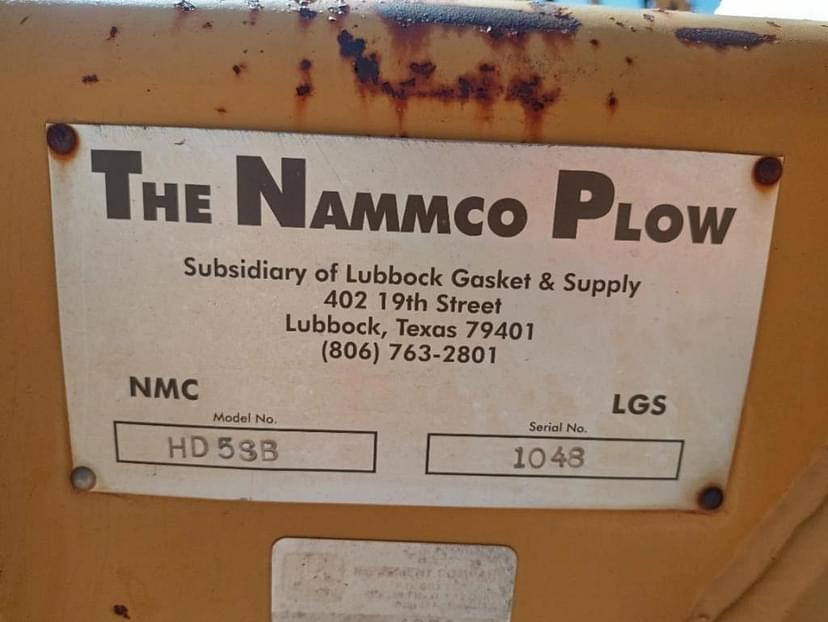 THE NAMMCO PLOW
Subsidiary of Lubbock Gasket & Supply
402 19th Street
Lubbock, Texas 79401
(806) 763-2801
NMC
LGS
Model No.
Serial No.
HD 5SB
1048